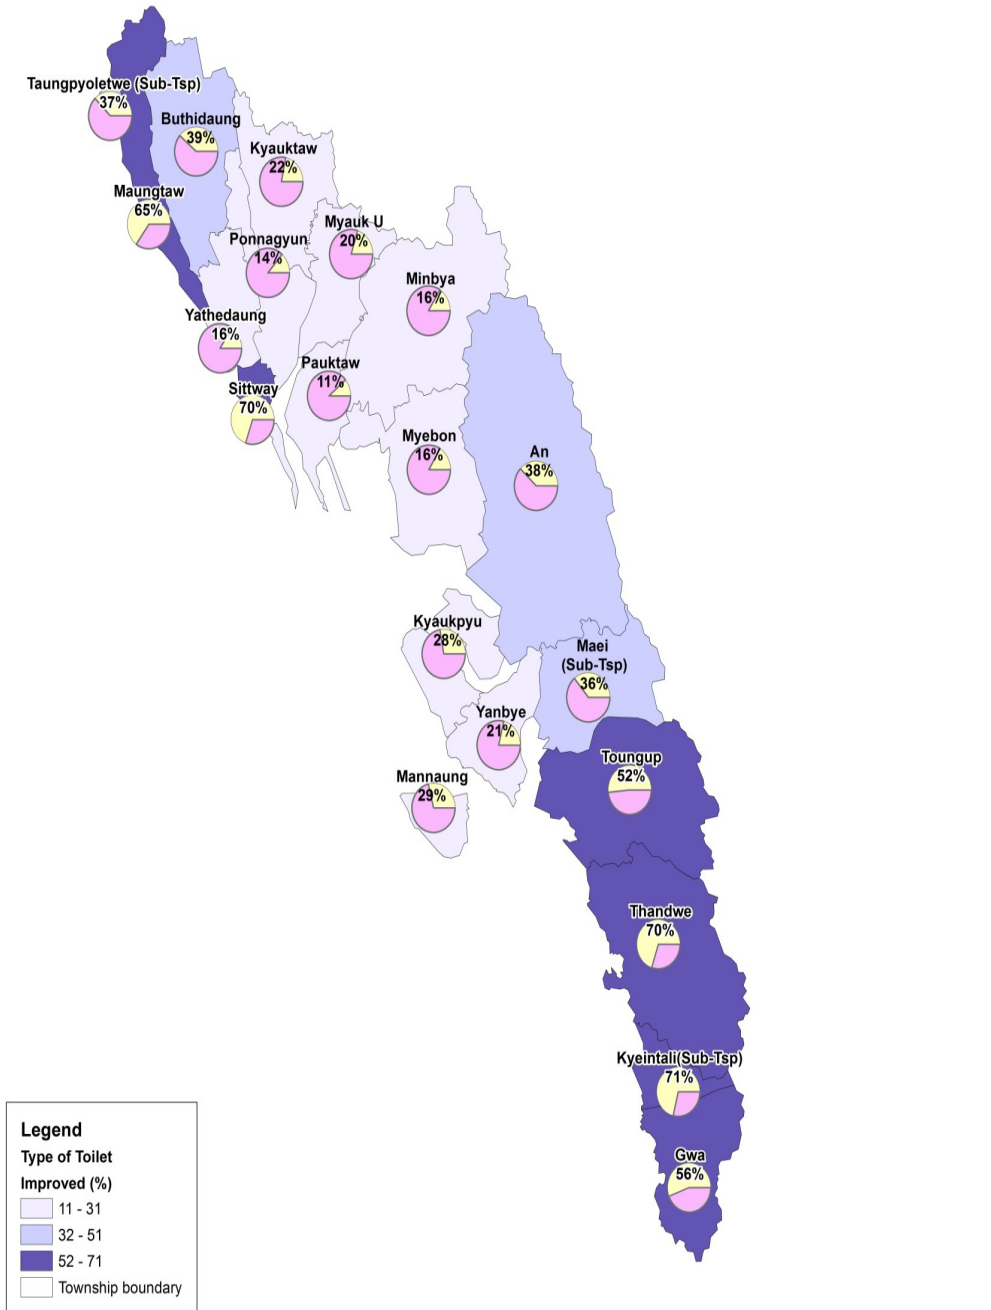 Taungpyoletwe (Sub-Tsp)
37%
Buthidaung
39%
Kyauktaw
22%
Maungtaw
65%
Myauk U
20%
Ponnagyun
14%
Minbya
16%
Yathedaung
16%
Pauktaw
11%
Sittway
70%
Myebon
16%
An
38%
Kyaukpyu
28%
Maei
(Sub-Tsp)
36%
Yanbye
21%
Toungup
52%
Mannaung
29%
Thandwe
70%
Kyeintali(Sub-Tsp)
71%
Gwa
56%
Legend
Type of Toilet
Improved (%)
11 - 31
32 - 51
52 - 71
Township boundary